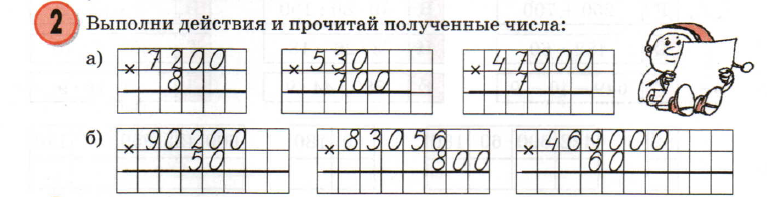 2 Выполни действия и прочитай полученные числа:
а) × 7200 × 530 × 47000
8 700 7
б) × 90200 × 83056 × 469000
50 800 60